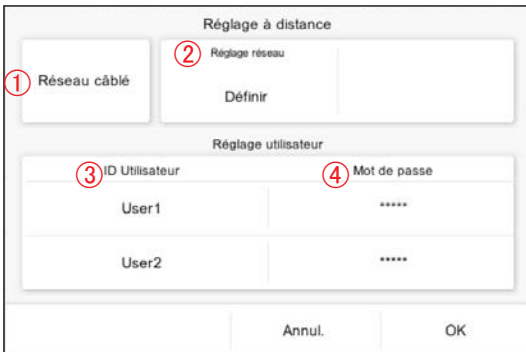 Réglage à distance
① Réseau câblé
② Réglage réseau
Définir
Réglage utilisateur
③ ID Utilisateur ④ Mot de passe
User1 *****
User2 *****
Annul. OK